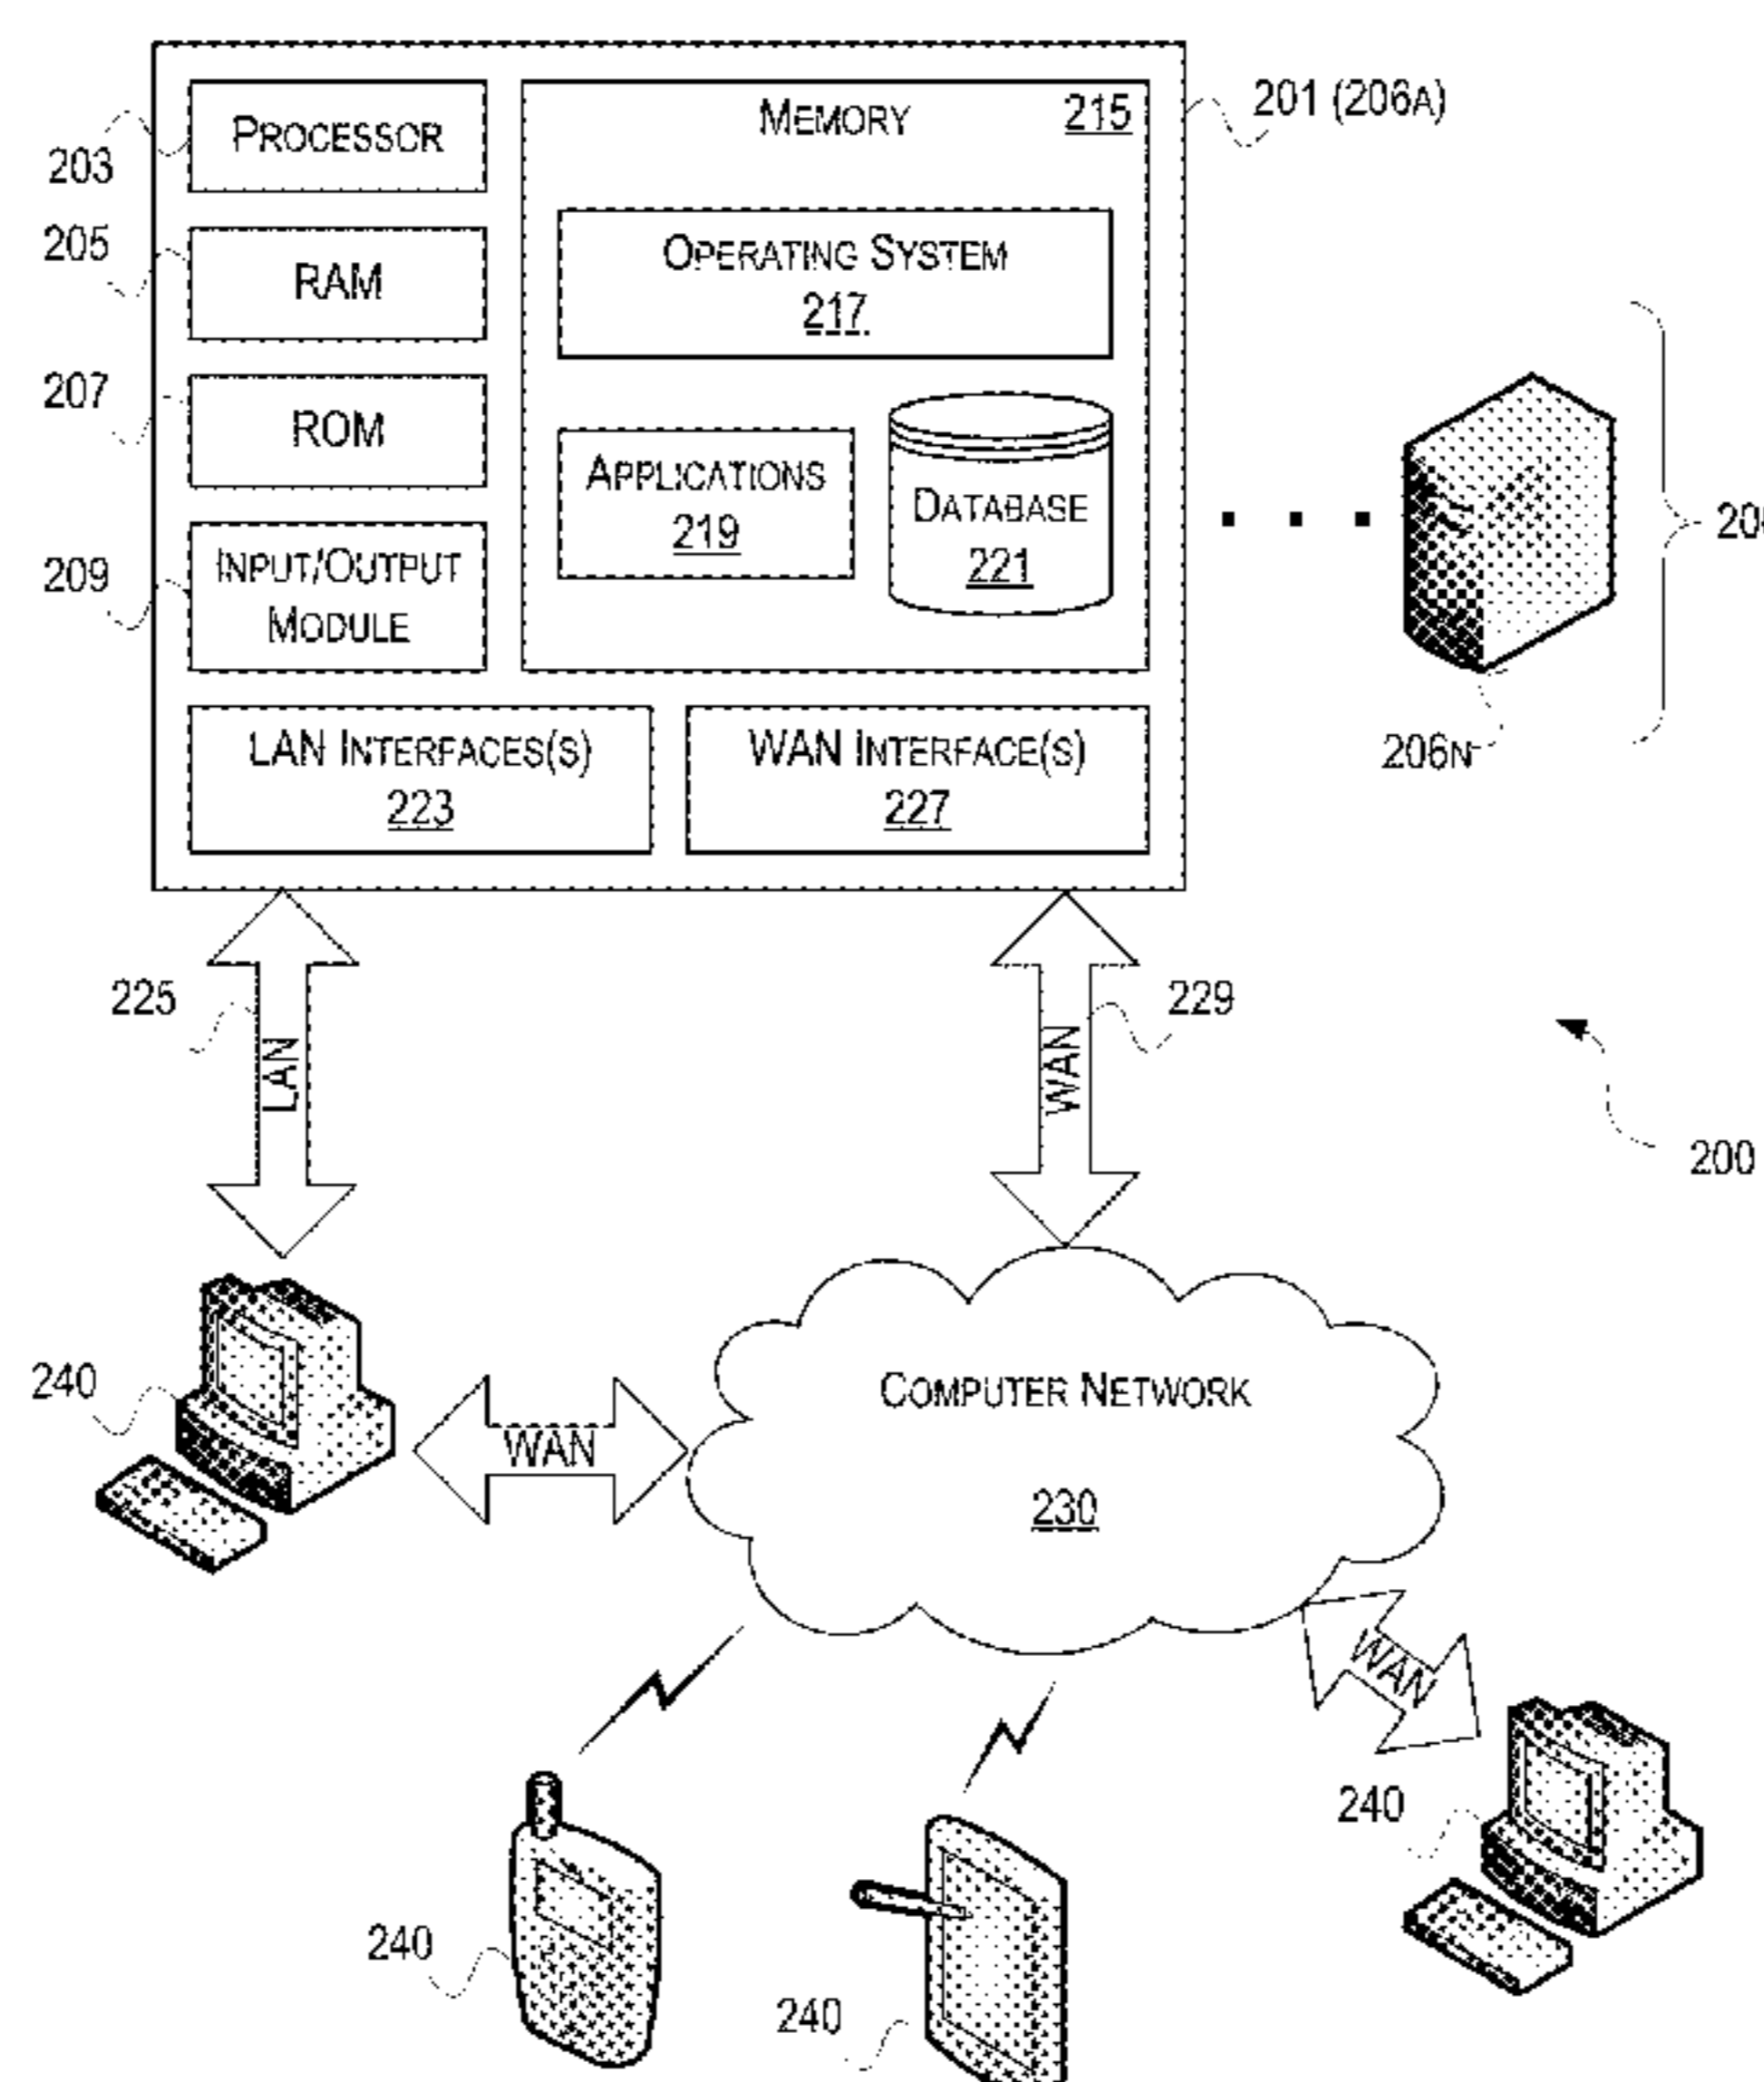 PROCESSOR
203
MEMORY 215
201 (206A)
205
RAM
OPERATING SYSTEM
217
207
ROM
APPLICATIONS
219
DATABASE
221
209
INPUT/OUTPUT
MODULE
206N
LAN INTERFACES(S)
223
WAN INTERFACE(S)
227
225
LAN
229
WAN
200
240
WAN
COMPUTER NETWORK
230
WAN
240
240
240